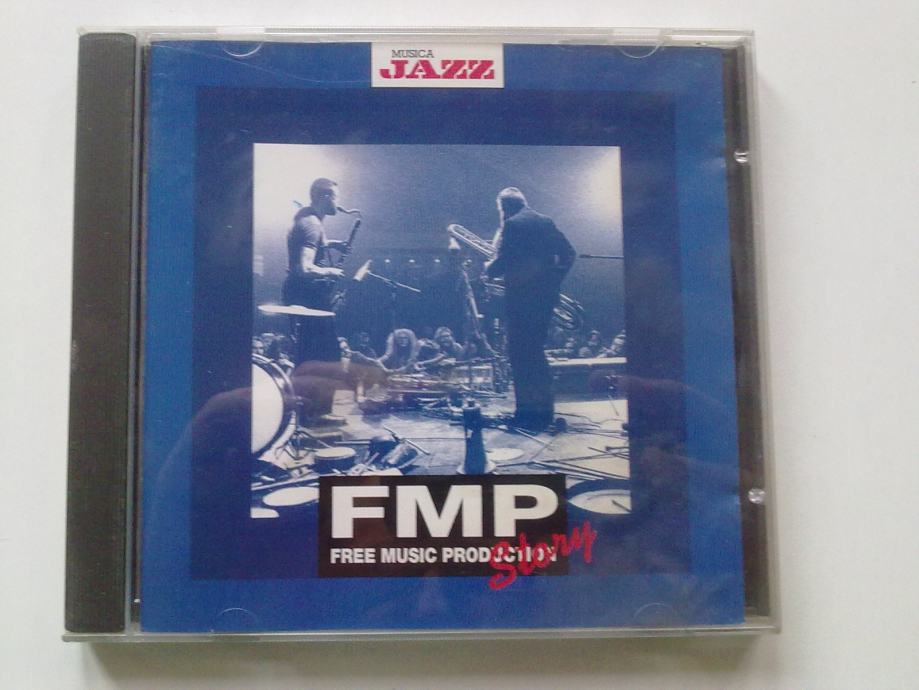 MUSICA
JAZZ
FMP
FREE MUSIC PRODUCTION
Story